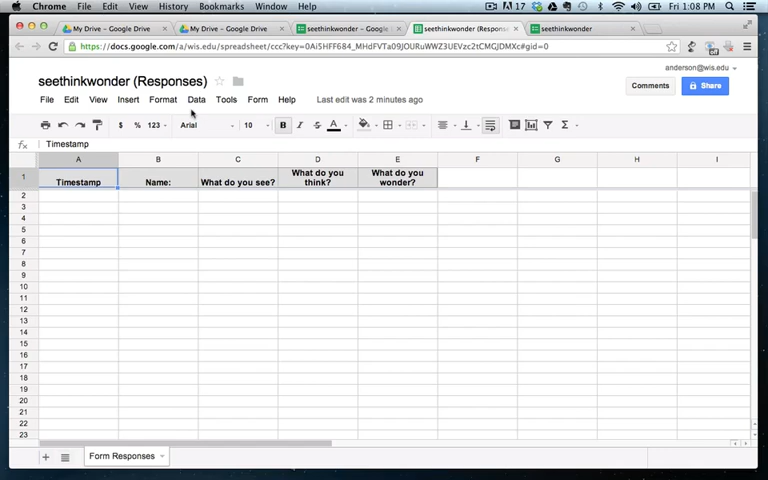 Chrome File Edit View History Bookmarks Window Help 17 Fri 1:08 PM
My Drive – Google Drive My Drive – Google Drive seethinkwonder – Google seethinkwonder (Respons seethinkwonder
https://docs.google.com/a/wis.edu/spreadsheet/ccc?key=0Ai5HFF684_MHdFVTa09JOURuWWZ3UEVzc2tCMGJDMXc#gid=0
anderson@wis.edu
seethinkwonder (Responses)
Comments Share
File Edit View Insert Format Data Tools Form Help Last edit was 2 minutes ago
$ % 123 Arial 10 B I S A Σ
fx Timestamp
A B C D E F G H I
1 Timestamp Name: What do you see? What do you think? What do you wonder?
2
3
4
5
6
7
8
9
10
11
12
13
14
15
16
17
18
19
20
21
22
23
+ Form Responses